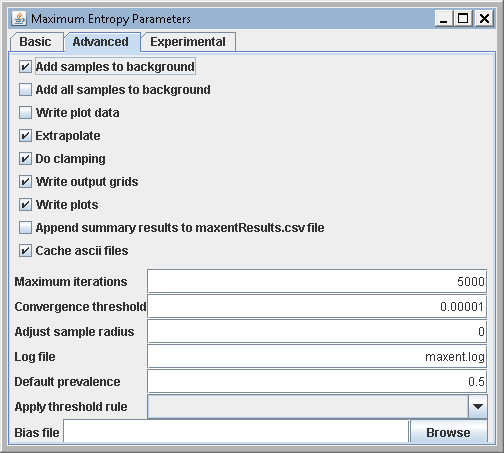 Maximum Entropy Parameters
Basic Advanced Experimental
Add samples to background
Add all samples to background
Write plot data
Extrapolate
Do clamping
Write output grids
Write plots
Append summary results to maxentResults.csv file
Cache ascii files
Maximum iterations 5000
Convergence threshold 0.00001
Adjust sample radius 0
Log file maxent.log
Default prevalence 0.5
Apply threshold rule
Bias file Browse